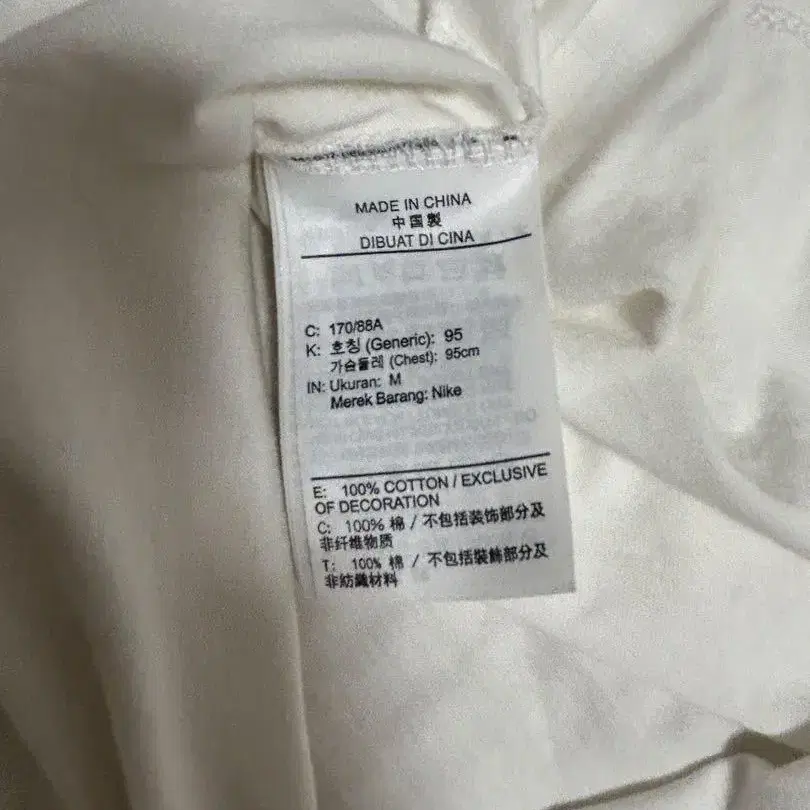 MADE IN CHINA
中国製
DIBUAT DI CINA
C: 170/88A
K: 호칭 (Generic): 95
가슴둘레 (Chest): 95cm
IN: Ukuran: M
Merek Barang: Nike
E: 100% COTTON / EXCLUSIVE
OF DECORATION
C: 100% 棉 / 不包括装饰部分及
非纤维物质
T: 100% 棉 / 不包括裝飾部分及
非紡織材料